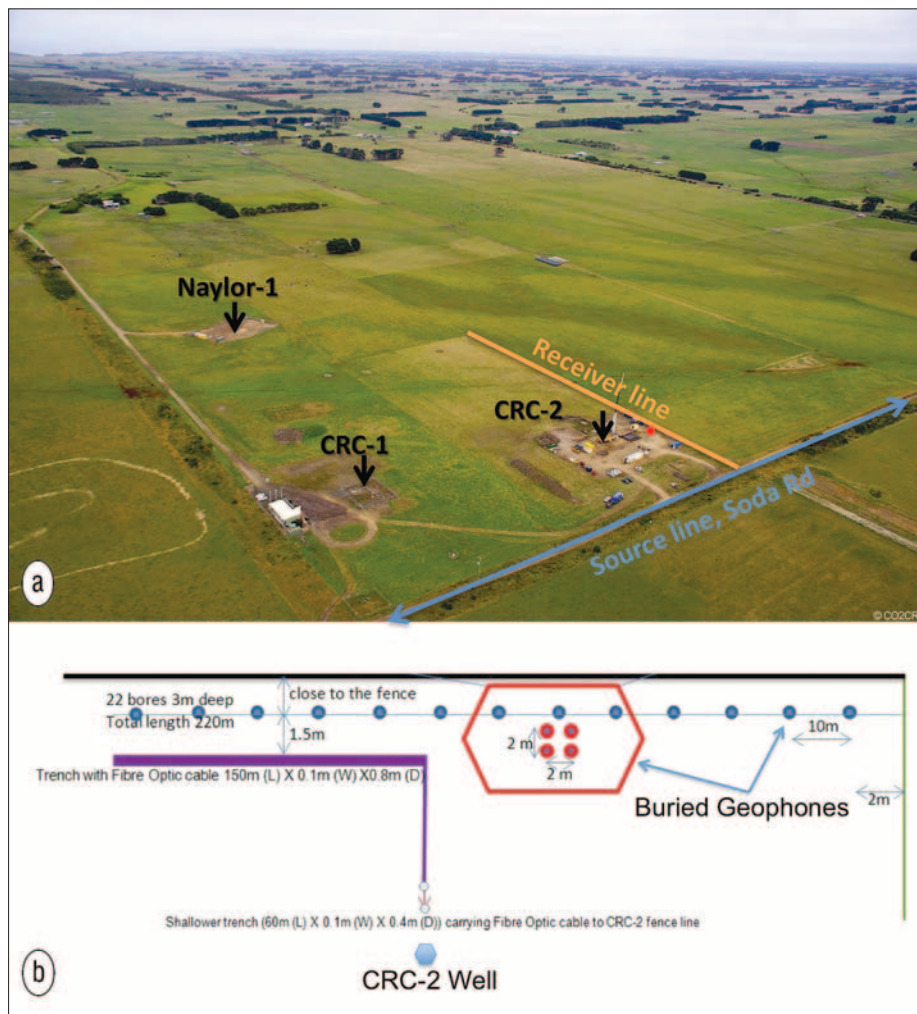 Naylor-1
Receiver line
CRC-2
CRC-1
Source line, Soda Rd
a
© CO2CR
22 bores 3m deep
close to the fence
Total length 220m
1.5m
10m
2 m
2 m
Trench with Fibre Optic cable 150m (L) X 0.1m (W) X0.8m (D)
Buried Geophones
2m
Shallower trench (60m (L) X 0.1m (W) X 0.4m (D)) carrying Fibre Optic cable to CRC-2 fence line
b
CRC-2 Well